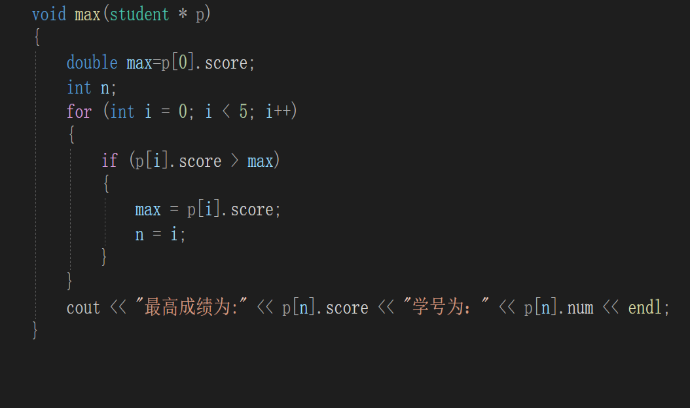 void max(student * p)
{
double max=p[0].score;
int n;
for (int i = 0; i < 5; i++)
{
if (p[i].score > max)
{
max = p[i].score;
n = i;
}
}
cout << "最高成绩为:" << p[n].score << "学号为：" << p[n].num << endl;
}